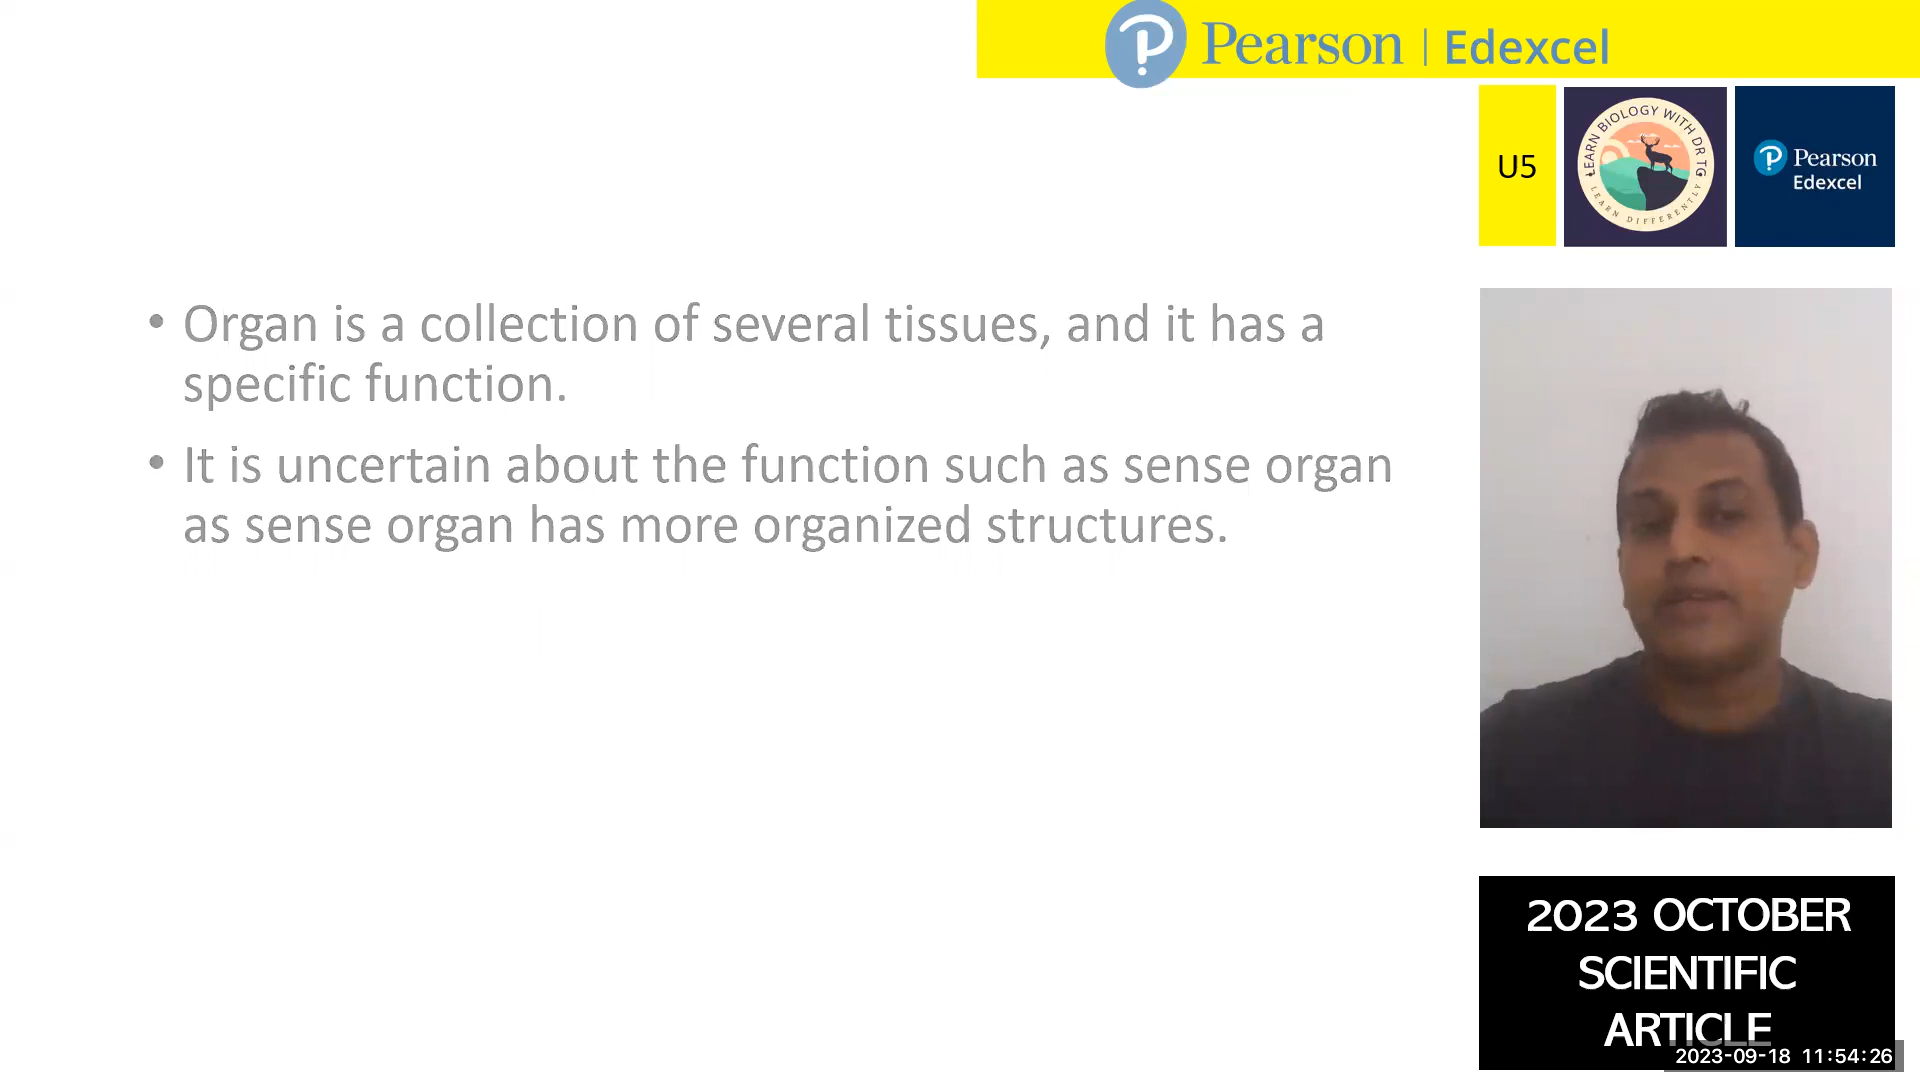 Pearson | Edexcel
U5
LEARN BIOLOGY WITH DR TG
LEARN DIFFERENTLY
Pearson
Edexcel
• Organ is a collection of several tissues, and it has a
specific function.
• It is uncertain about the function such as sense organ
as sense organ has more organized structures.
2023 OCTOBER
SCIENTIFIC
ARTICLE
2023-09-18 11:54:26